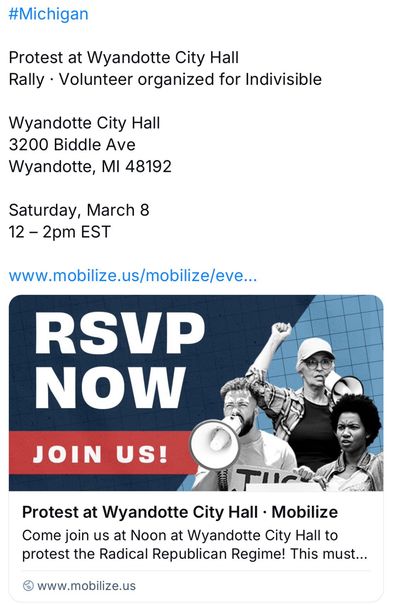 #Michigan
Protest at Wyandotte City Hall
Rally · Volunteer organized for Indivisible
Wyandotte City Hall
3200 Biddle Ave
Wyandotte, MI 48192
Saturday, March 8
12 – 2pm EST
www.mobilize.us/mobilize/eve...
RSVP
NOW
JOIN US!
Protest at Wyandotte City Hall · Mobilize
Come join us at Noon at Wyandotte City Hall to
protest the Radical Republican Regime! This must...
www.mobilize.us